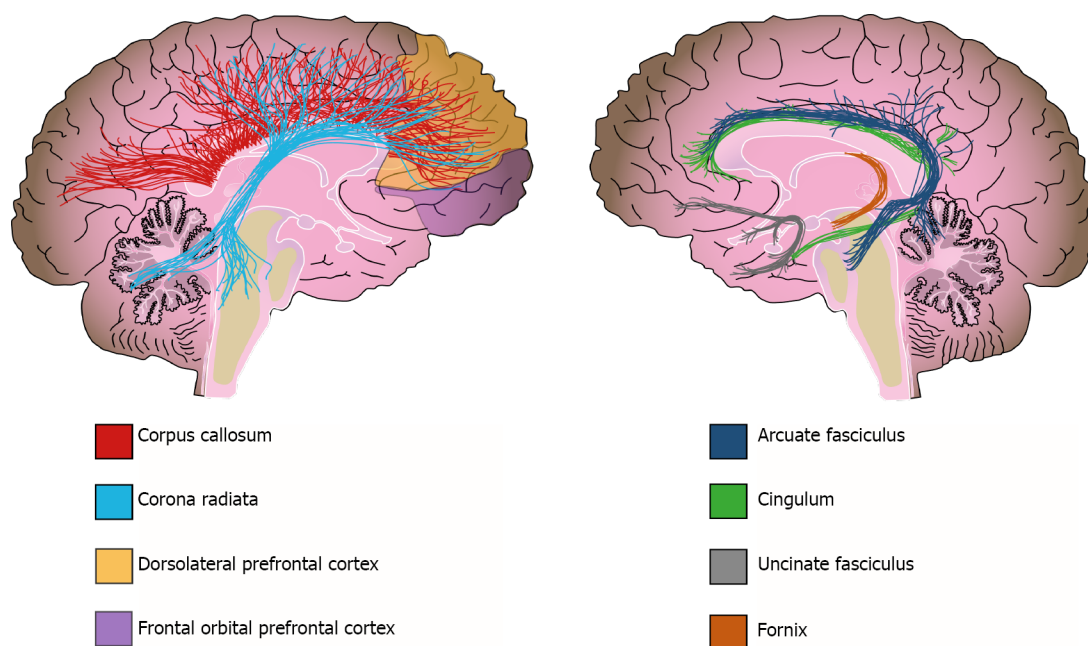 Corpus callosum
Corona radiata
Dorsolateral prefrontal cortex
Frontal orbital prefrontal cortex
Arcuate fasciculus
Cingulum
Uncinate fasciculus
Fornix